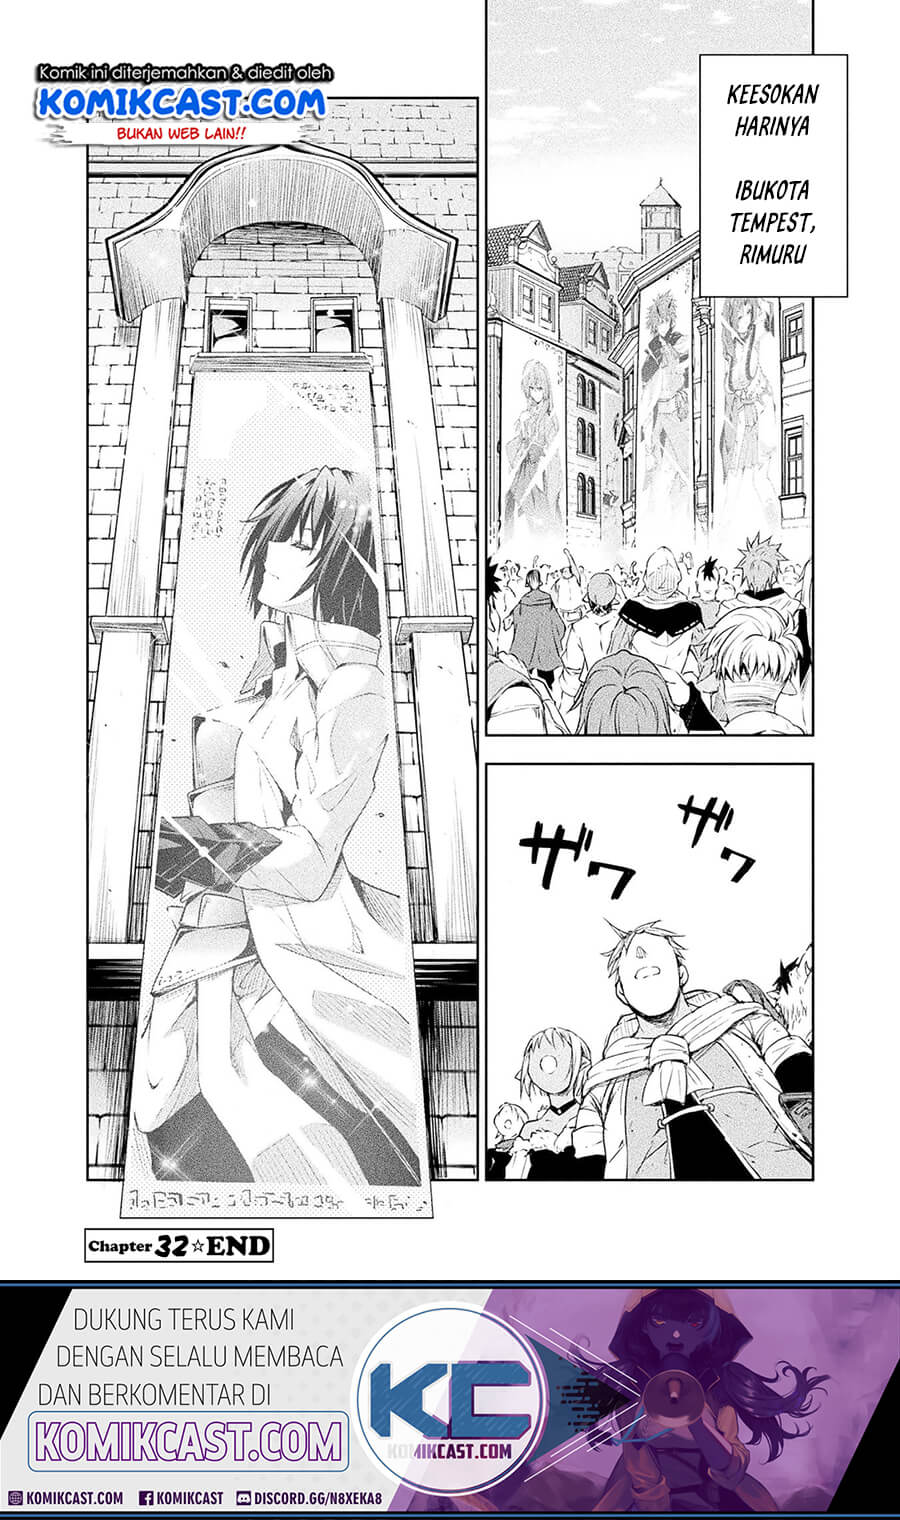 Komik ini diterjemahkan & diedit oleh
KOMIKCAST.COM
BUKAN WEB LAIN!!
KEESOKAN
HARINYA
IBUKOTA
TEMPEST,
RIMURU
ザワ
ザワ
Chapter 32☆END
DUKUNG TERUS KAMI
DENGAN SELALU MEMBACA
DAN BERKOMENTAR DI
KOMIKCAST.COM
KC
KOMIKCAST.COM
KOMIKCAST.COM KOMIKCAST DISCORD.GG/N8XEKA8